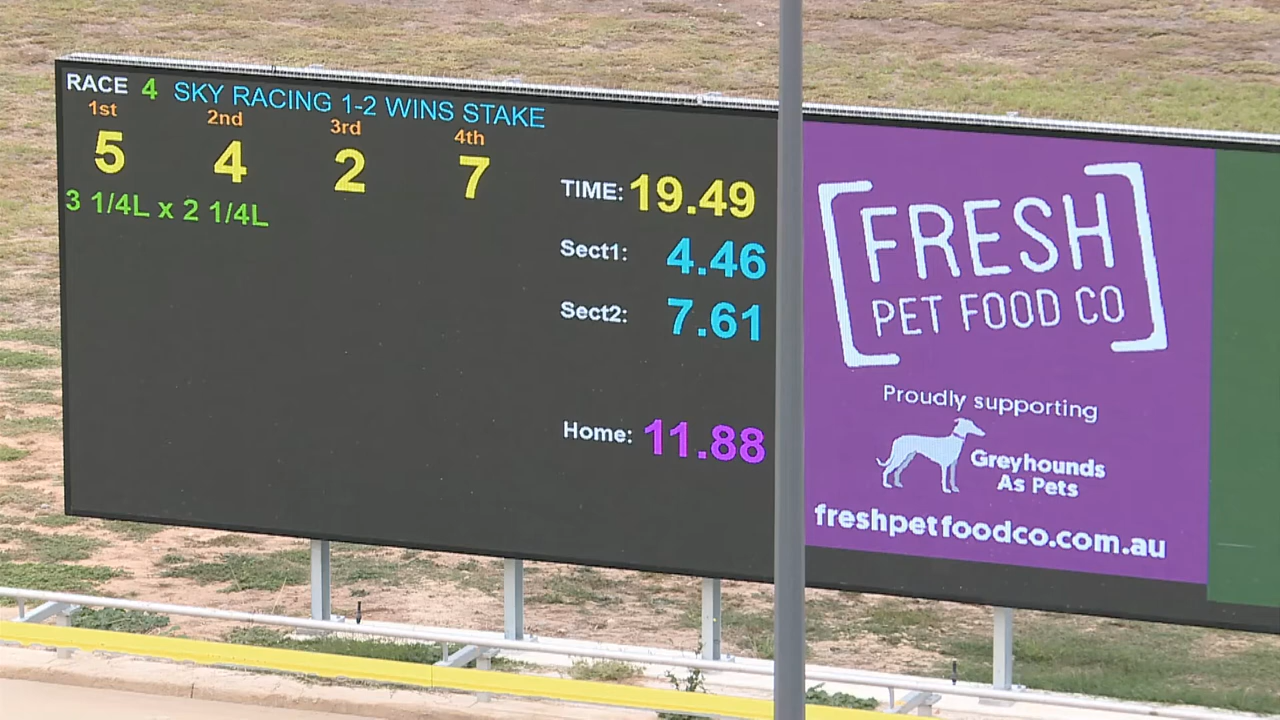 RACE 4 SKY RACING 1-2 WINS STAKE
1st 2nd 3rd 4th
5 4 2 7
3 1/4L x 2 1/4L
TIME: 19.49
Sect1: 4.46
Sect2: 7.61
Home: 11.88
FRESH
PET FOOD CO
Proudly supporting
Greyhounds
As Pets
freshpetfoodco.com.au